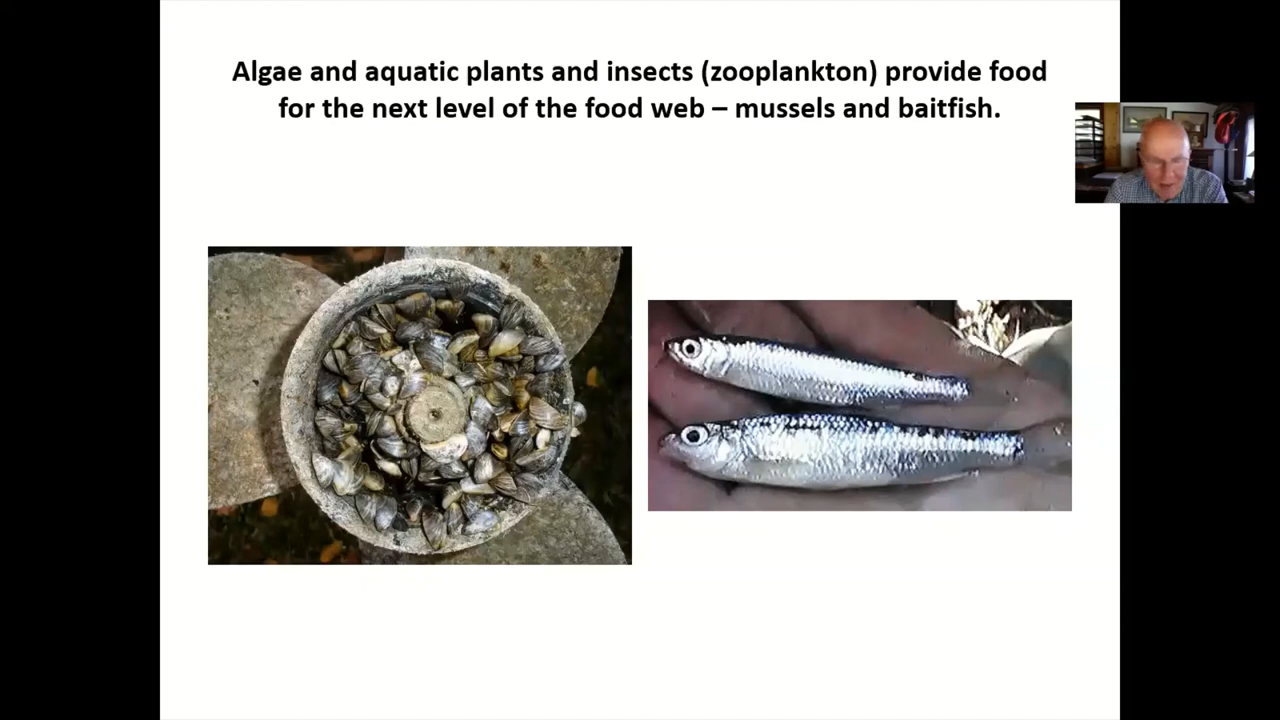 Algae and aquatic plants and insects (zooplankton) provide food
for the next level of the food web – mussels and baitfish.